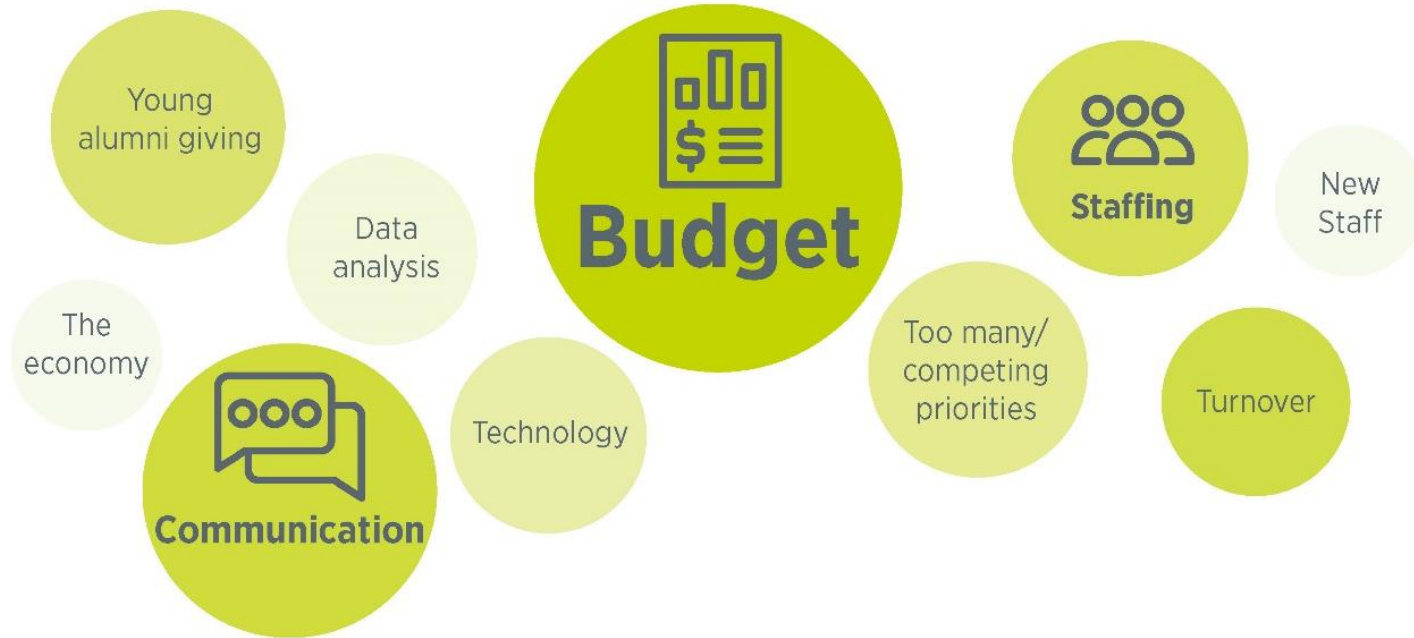 Young
alumni giving
Data
analysis
The
economy
Communication
Technology
$
Budget
Too many/
competing
priorities
Staffing
New
Staff
Turnover